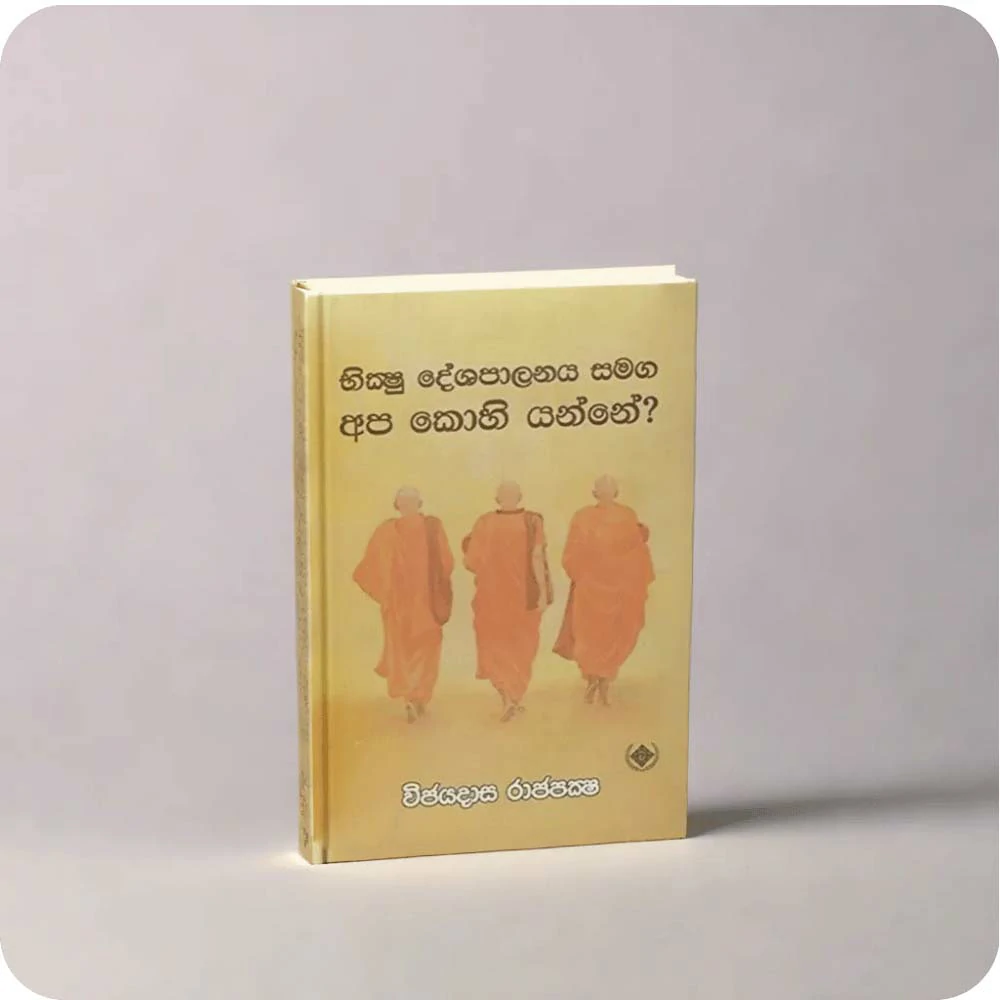 භික්‍ෂු දේශපාලනය සමග
අප කොහි යන්නේ?
විජයදාස රාජපක්‍ෂ